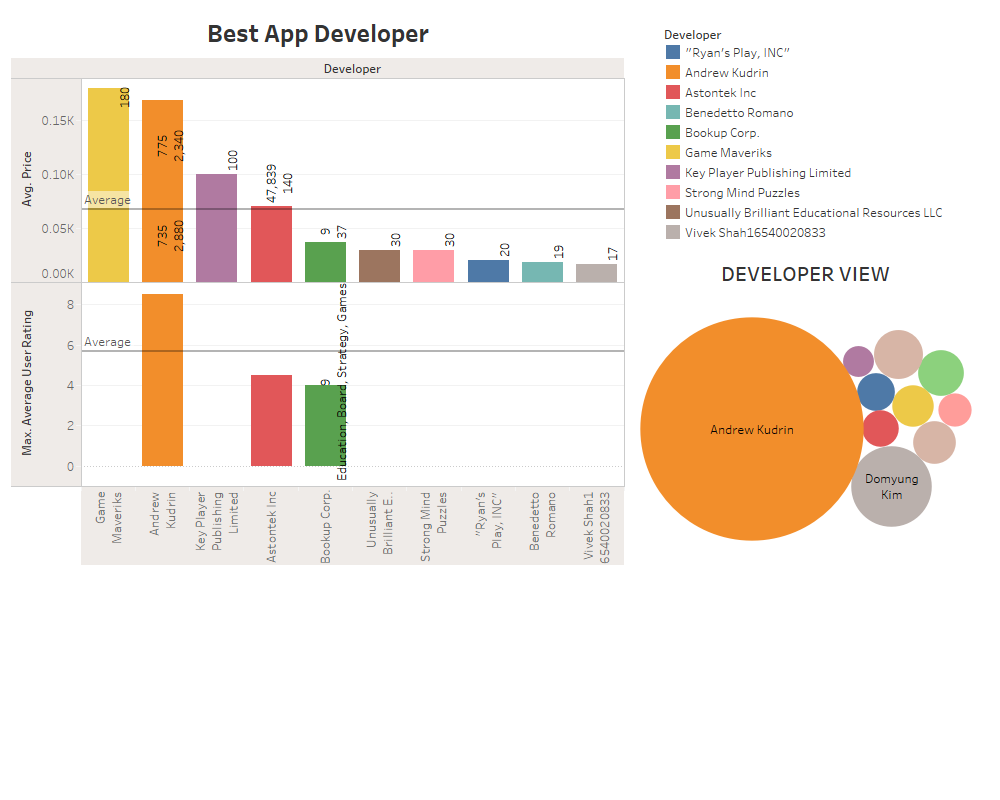 Best App Developer
Developer
Avg. Price
0.15K
0.10K
0.05K
0.00K
Average
180
775
2,340
735
2,880
100
47,839
140
9
37
30
30
20
19
17
Max. Average User Rating
8
6
4
2
0
Average
9
Education, Board, Strategy, Games
Game
Maveriks
Andrew
Kudrin
Key Player
Publishing
Limited
Astontek Inc
Bookup Corp.
Unusually
Brilliant E..
Strong Mind
Puzzles
"Ryan's
Play, INC"
Benedetto
Romano
Vivek Shah1
6540020833
Developer
"Ryan's Play, INC"
Andrew Kudrin
Astontek Inc
Benedetto Romano
Bookup Corp.
Game Maveriks
Key Player Publishing Limited
Strong Mind Puzzles
Unusually Brilliant Educational Resources LLC
Vivek Shah16540020833
DEVELOPER VIEW
Andrew Kudrin
Domyung
Kim